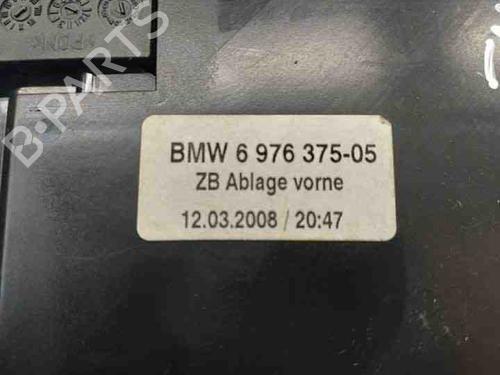 B-PARTS
BMW 6 976 375-05
ZB Ablage vorne
12.03.2008 / 20:47